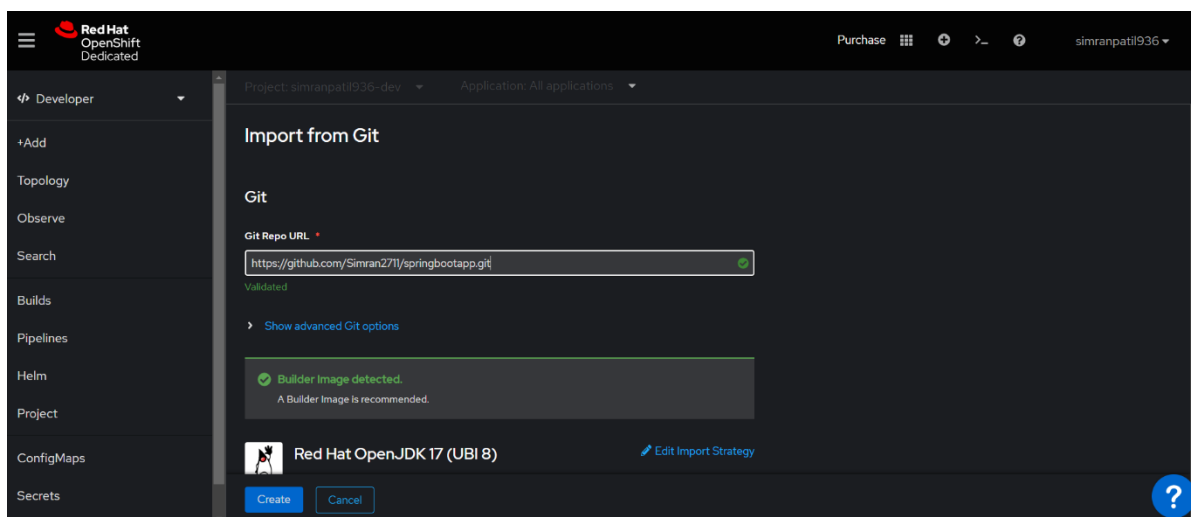 Red Hat
OpenShift
Dedicated
Purchase
simranpatil936
Developer
Project: simranpatil936-dev
Application: All applications
+Add
Topology
Observe
Search
Builds
Pipelines
Helm
Project
ConfigMaps
Secrets
Import from Git
Git
Git Repo URL *
https://github.com/Simran2711/springbootapp.git
Validated
Show advanced Git options
Builder Image detected.
A Builder Image is recommended.
Red Hat OpenJDK 17 (UBI 8)
Edit Import Strategy
Create
Cancel